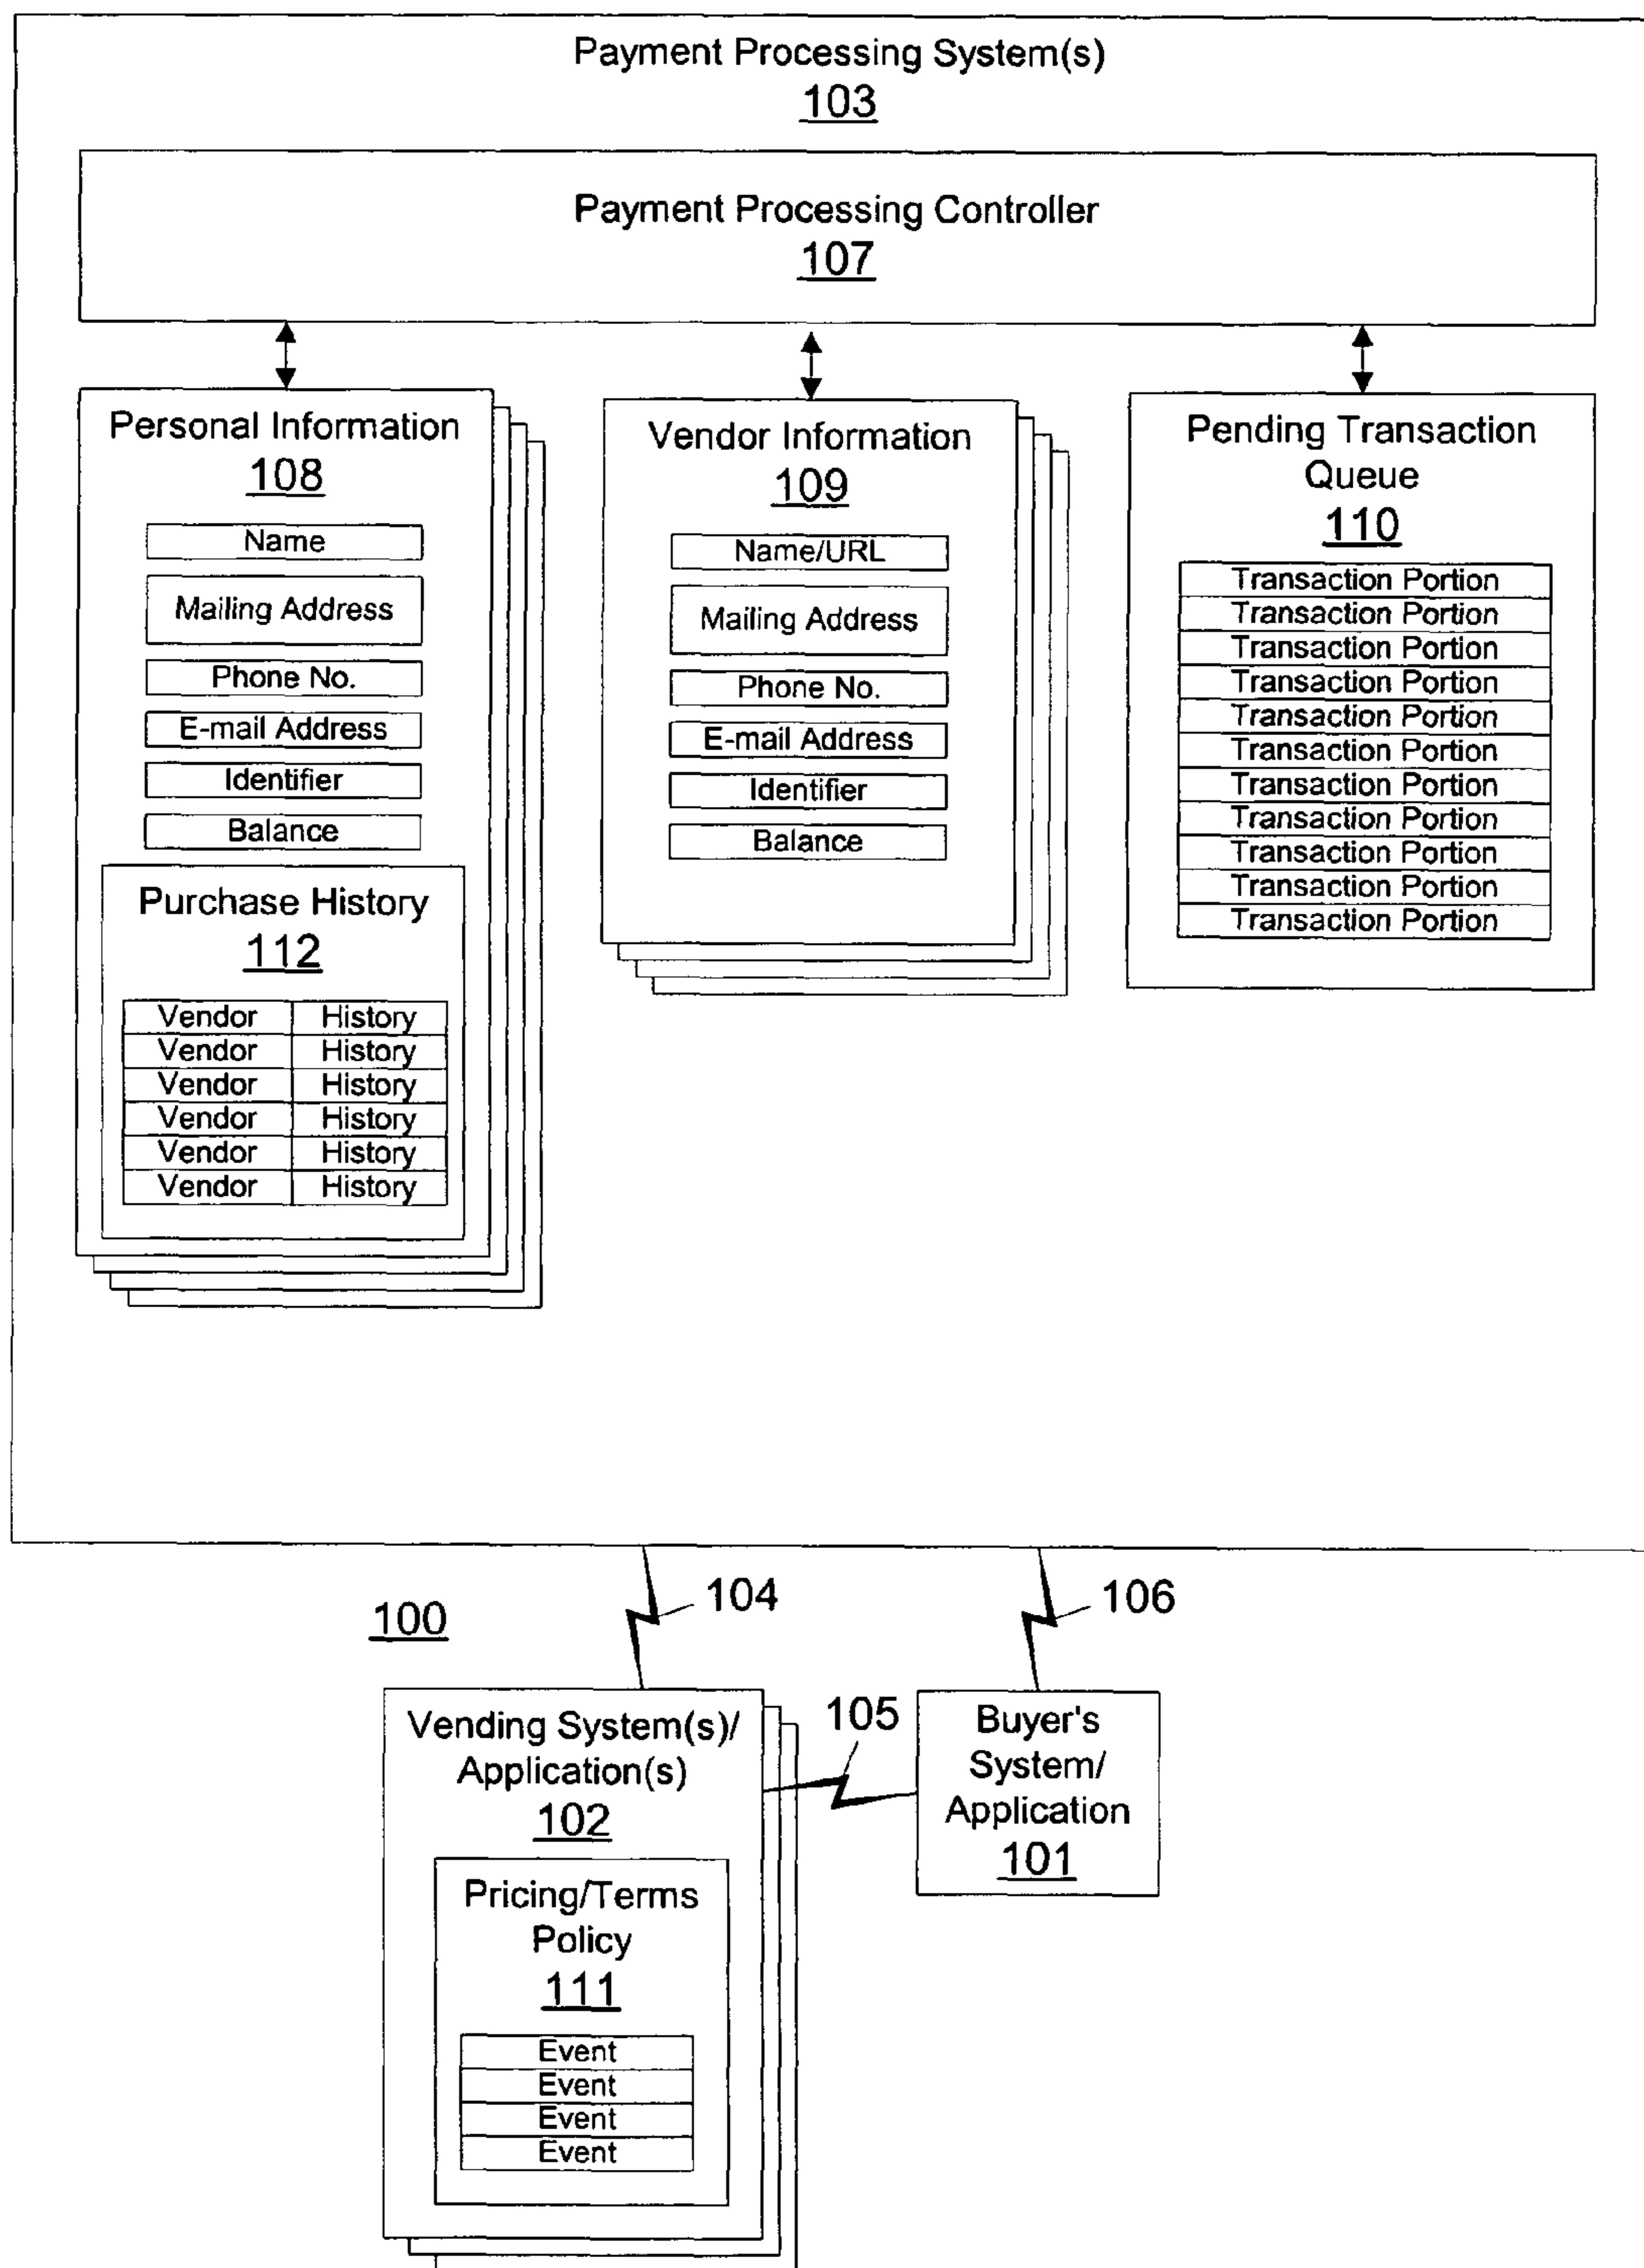 Payment Processing System(s)
103
Payment Processing Controller
107
Personal Information
108
Name
Mailing Address
Phone No.
E-mail Address
Identifier
Balance
Purchase History
112
Vendor History
Vendor History
Vendor History
Vendor History
Vendor History
Vendor History
Vendor Information
109
Name/URL
Mailing Address
Phone No.
E-mail Address
Identifier
Balance
Pending Transaction
Queue
110
Transaction Portion
Transaction Portion
Transaction Portion
Transaction Portion
Transaction Portion
Transaction Portion
Transaction Portion
Transaction Portion
Transaction Portion
Transaction Portion
Transaction Portion
100
104
106
Vending System(s)/
Application(s)
102
Pricing/Terms
Policy
111
Event
Event
Event
Event
105
Buyer's
System/
Application
101